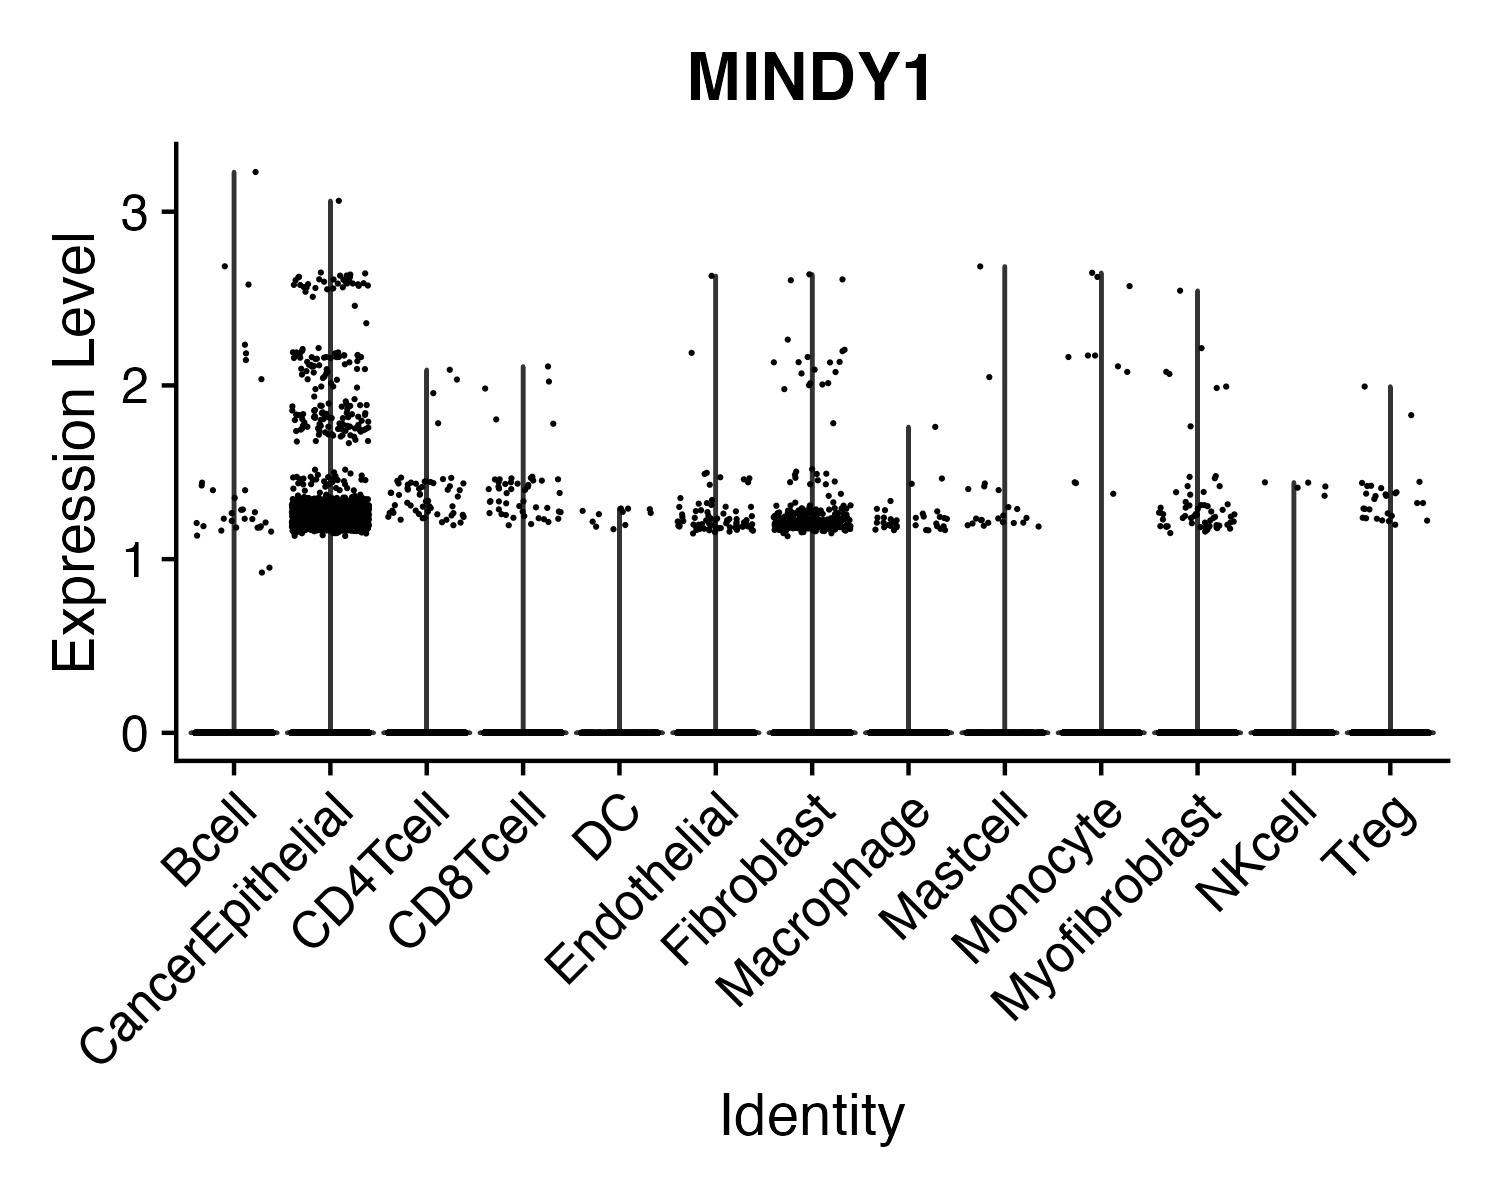 MINDY1
Expression Level
3
2
1
0
Bcell
CancerEpithelial
CD4Tcell
CD8Tcell
DC
Endothelial
Fibroblast
Macrophage
Mastcell
Monocyte
Myofibroblast
NKcell
Treg
Identity